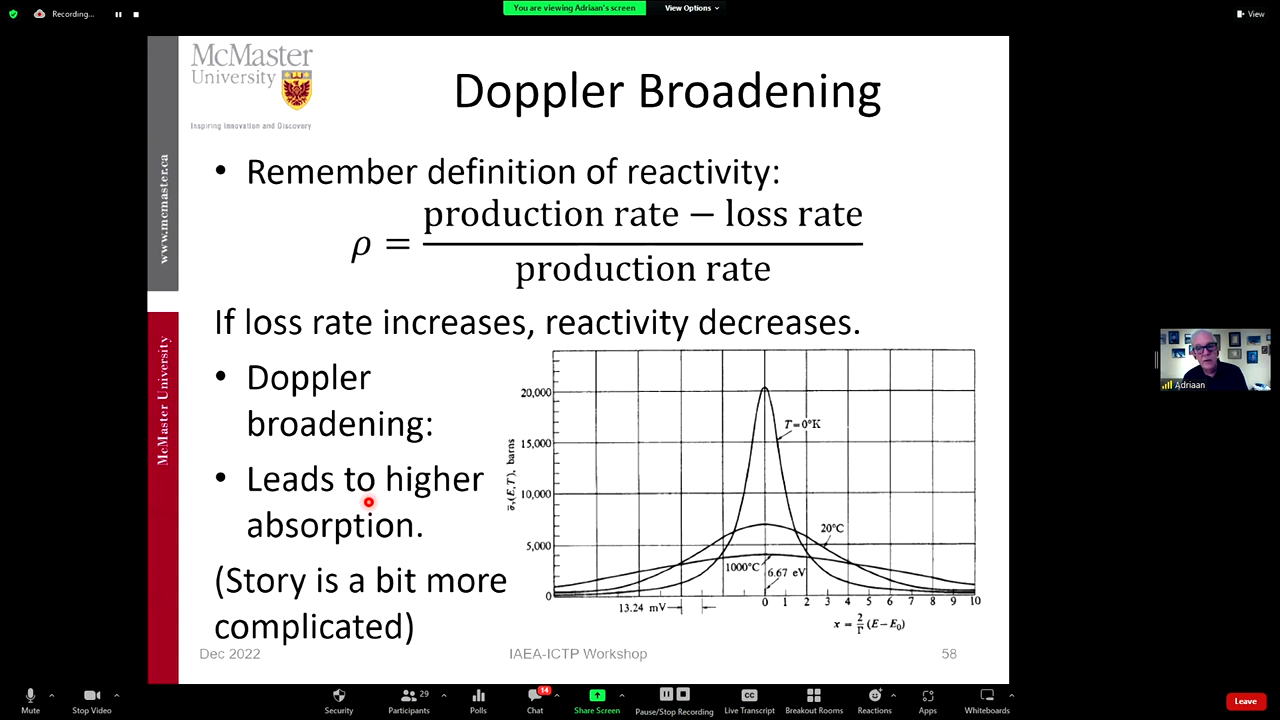 Recording...
You are viewing Adriaan's screen
View Options
View
McMaster
University
Inspiring Innovation and Discovery
www.mcmaster.ca
McMaster University
Doppler Broadening
• Remember definition of reactivity:
ρ = (production rate − loss rate) / production rate
If loss rate increases, reactivity decreases.
• Doppler
broadening:
• Leads to higher
absorption.
(Story is a bit more
complicated)
20,000
15,000
10,000
5,000
0
σ̄γ(E,T), barns
T=0°K
20°C
1000°C
6.67 eV
13.24 mV
0 1 2 3 4 5 6 7 8 9 10
x = 2/Γ (E−E₀)
Dec 2022
IAEA-ICTP Workshop
58
Adriaan
Mute
Stop Video
Security
29
Participants
Polls
14
Chat
Share Screen
Pause/Stop Recording
CC
Live Transcript
Breakout Rooms
Reactions
Apps
Whiteboards
Leave